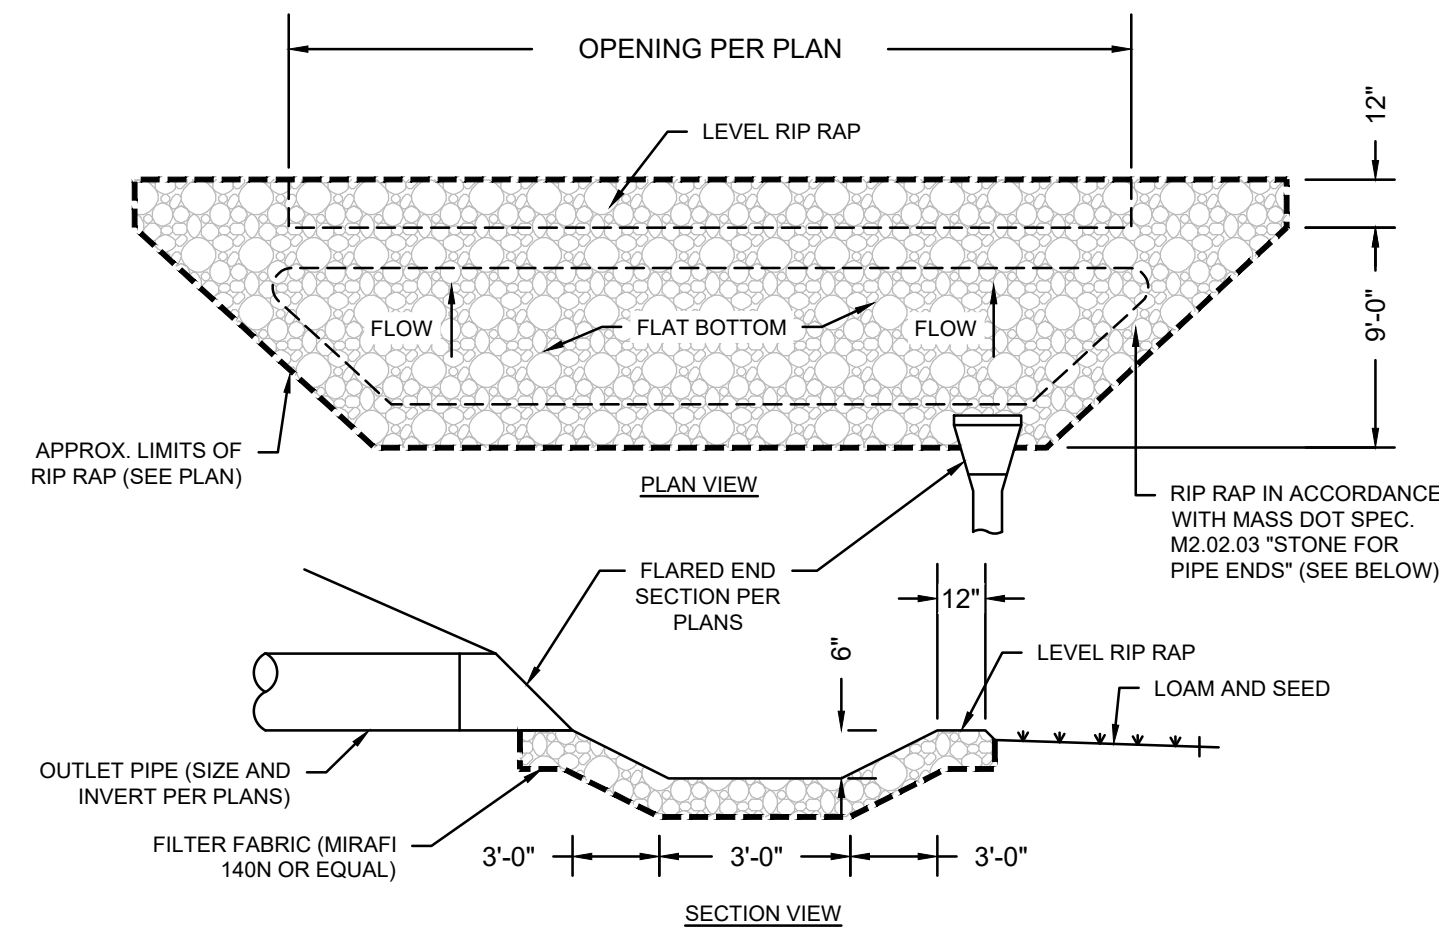 OPENING PER PLAN
12"
LEVEL RIP RAP
FLOW
FLAT BOTTOM
FLOW
9'-0"
APPROX. LIMITS OF
RIP RAP (SEE PLAN)
PLAN VIEW
RIP RAP IN ACCORDANCE
WITH MASS DOT SPEC.
M2.02.03 "STONE FOR
PIPE ENDS" (SEE BELOW)
FLARED END
SECTION PER
PLANS
12"
6"
LEVEL RIP RAP
LOAM AND SEED
OUTLET PIPE (SIZE AND
INVERT PER PLANS)
FILTER FABRIC (MIRAFI
140N OR EQUAL)
3'-0"
3'-0"
3'-0"
SECTION VIEW